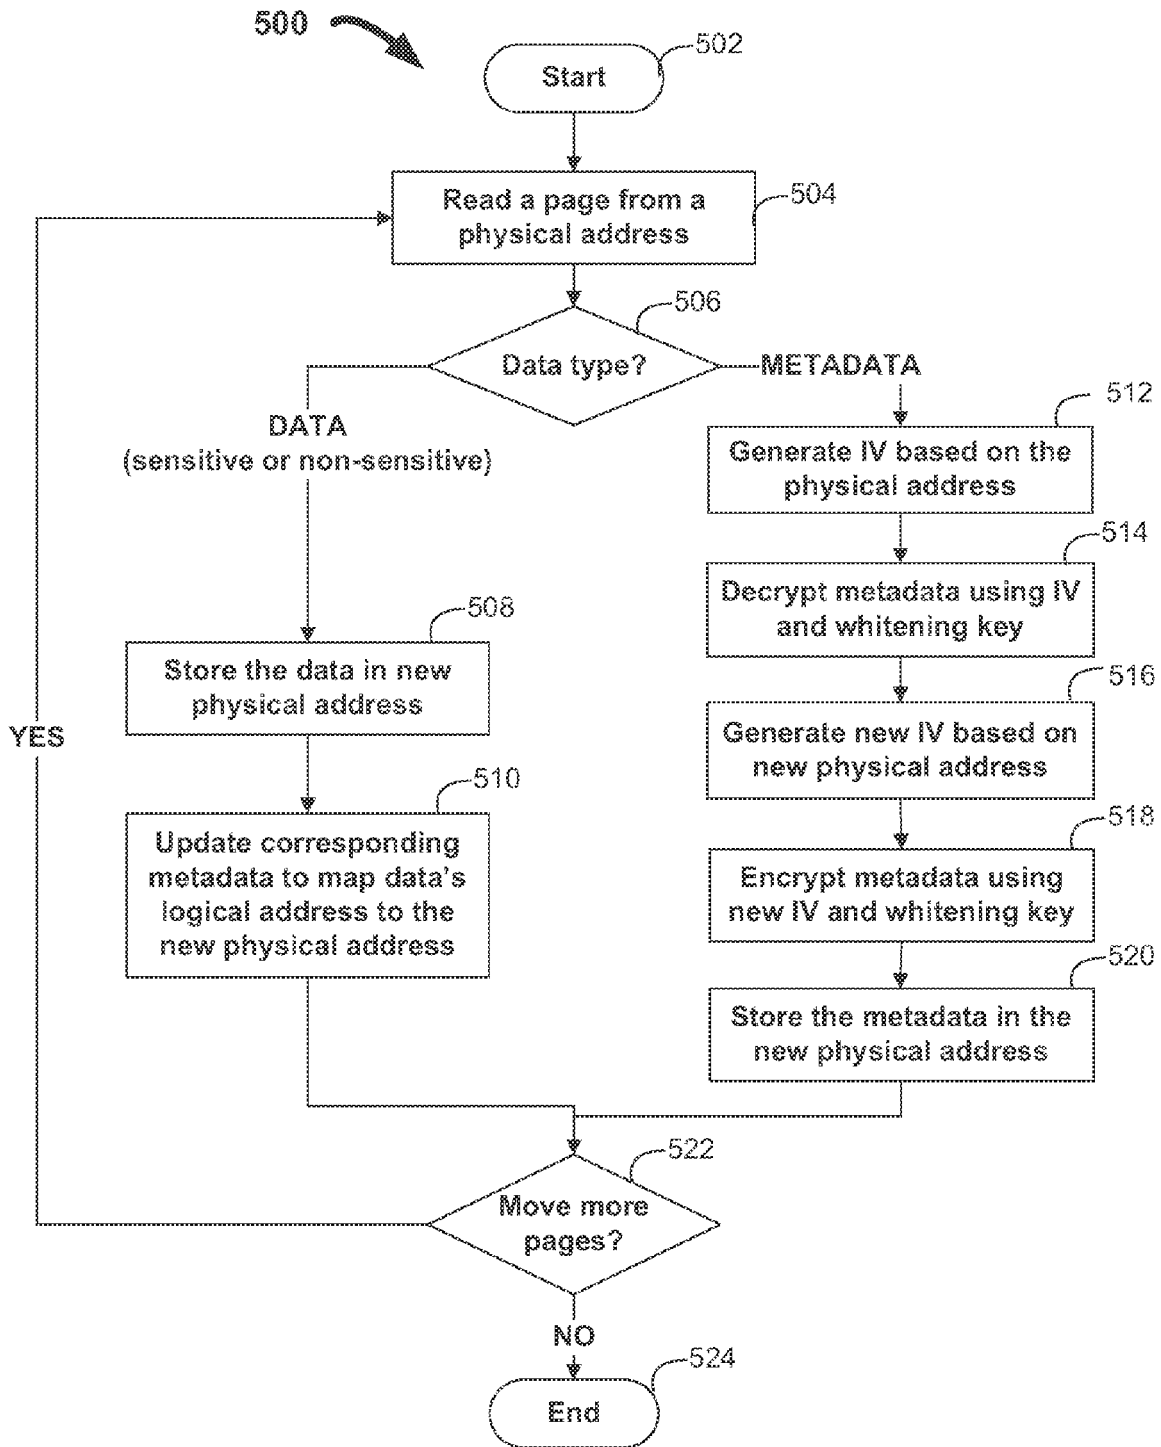 500
502
Start
504
Read a page from a
physical address
506
Data type?
METADATA
DATA
(sensitive or non-sensitive)
512
Generate IV based on the
physical address
514
Decrypt metadata using IV
and whitening key
508
Store the data in new
physical address
516
Generate new IV based on
new physical address
YES
510
Update corresponding
metadata to map data's
logical address to the
new physical address
518
Encrypt metadata using
new IV and whitening key
520
Store the metadata in the
new physical address
522
Move more
pages?
NO
524
End